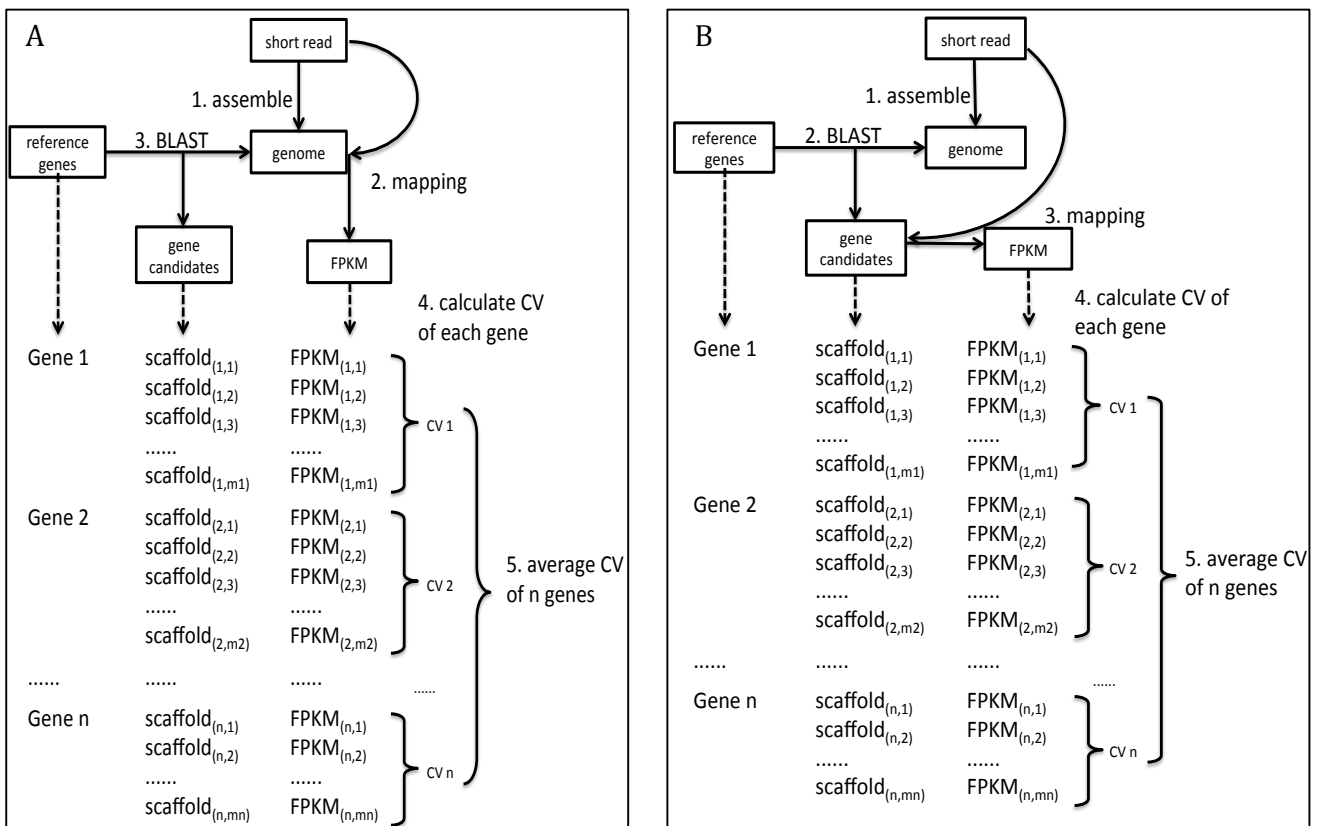 A
short read
1. assemble
reference
genes
3. BLAST
genome
2. mapping
gene
candidates
FPKM
4. calculate CV
of each gene
Gene 1
scaffold(1,1) FPKM(1,1)
scaffold(1,2) FPKM(1,2)
scaffold(1,3) FPKM(1,3)
CV 1
...... ......
scaffold(1,m1) FPKM(1,m1)
Gene 2
scaffold(2,1) FPKM(2,1)
scaffold(2,2) FPKM(2,2)
scaffold(2,3) FPKM(2,3)
CV 2
...... ......
scaffold(2,m2) FPKM(2,m2)
5. average CV
of n genes
...... ...... ...... ......
Gene n
scaffold(n,1) FPKM(n,1)
scaffold(n,2) FPKM(n,2)
CV n
...... ......
scaffold(n,mn) FPKM(n,mn)
B
short read
1. assemble
reference
genes
2. BLAST
genome
3. mapping
gene
candidates
FPKM
4. calculate CV of
each gene
Gene 1
scaffold(1,1) FPKM(1,1)
scaffold(1,2) FPKM(1,2)
scaffold(1,3) FPKM(1,3)
CV 1
...... ......
scaffold(1,m1) FPKM(1,m1)
Gene 2
scaffold(2,1) FPKM(2,1)
scaffold(2,2) FPKM(2,2)
scaffold(2,3) FPKM(2,3)
CV 2
...... ......
scaffold(2,m2) FPKM(2,m2)
5. average CV
of n genes
...... ...... ...... ......
Gene n
scaffold(n,1) FPKM(n,1)
scaffold(n,2) FPKM(n,2)
CV n
...... ......
scaffold(n,mn) FPKM(n,mn)